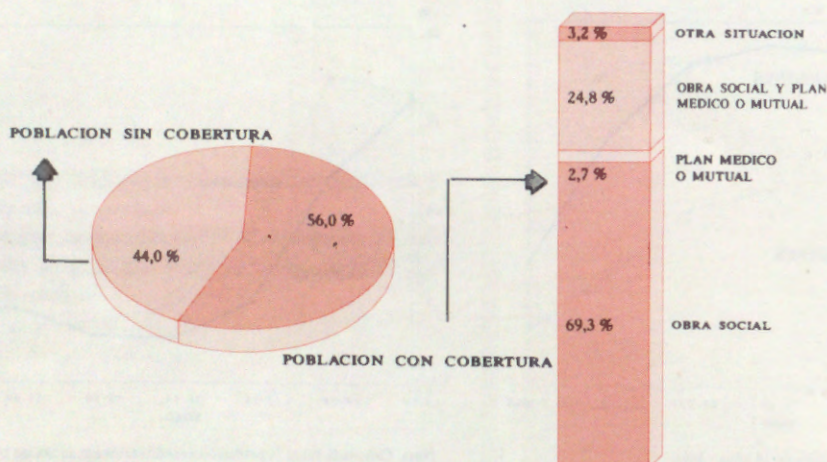 POBLACION SIN COBERTURA
44,0 %
56,0 %
POBLACION CON COBERTURA
3,2 %
OTRA SITUACION
24,8 %
OBRA SOCIAL Y PLAN
MEDICO O MUTUAL
2,7 %
PLAN MEDICO
O MUTUAL
69,3 %
OBRA SOCIAL